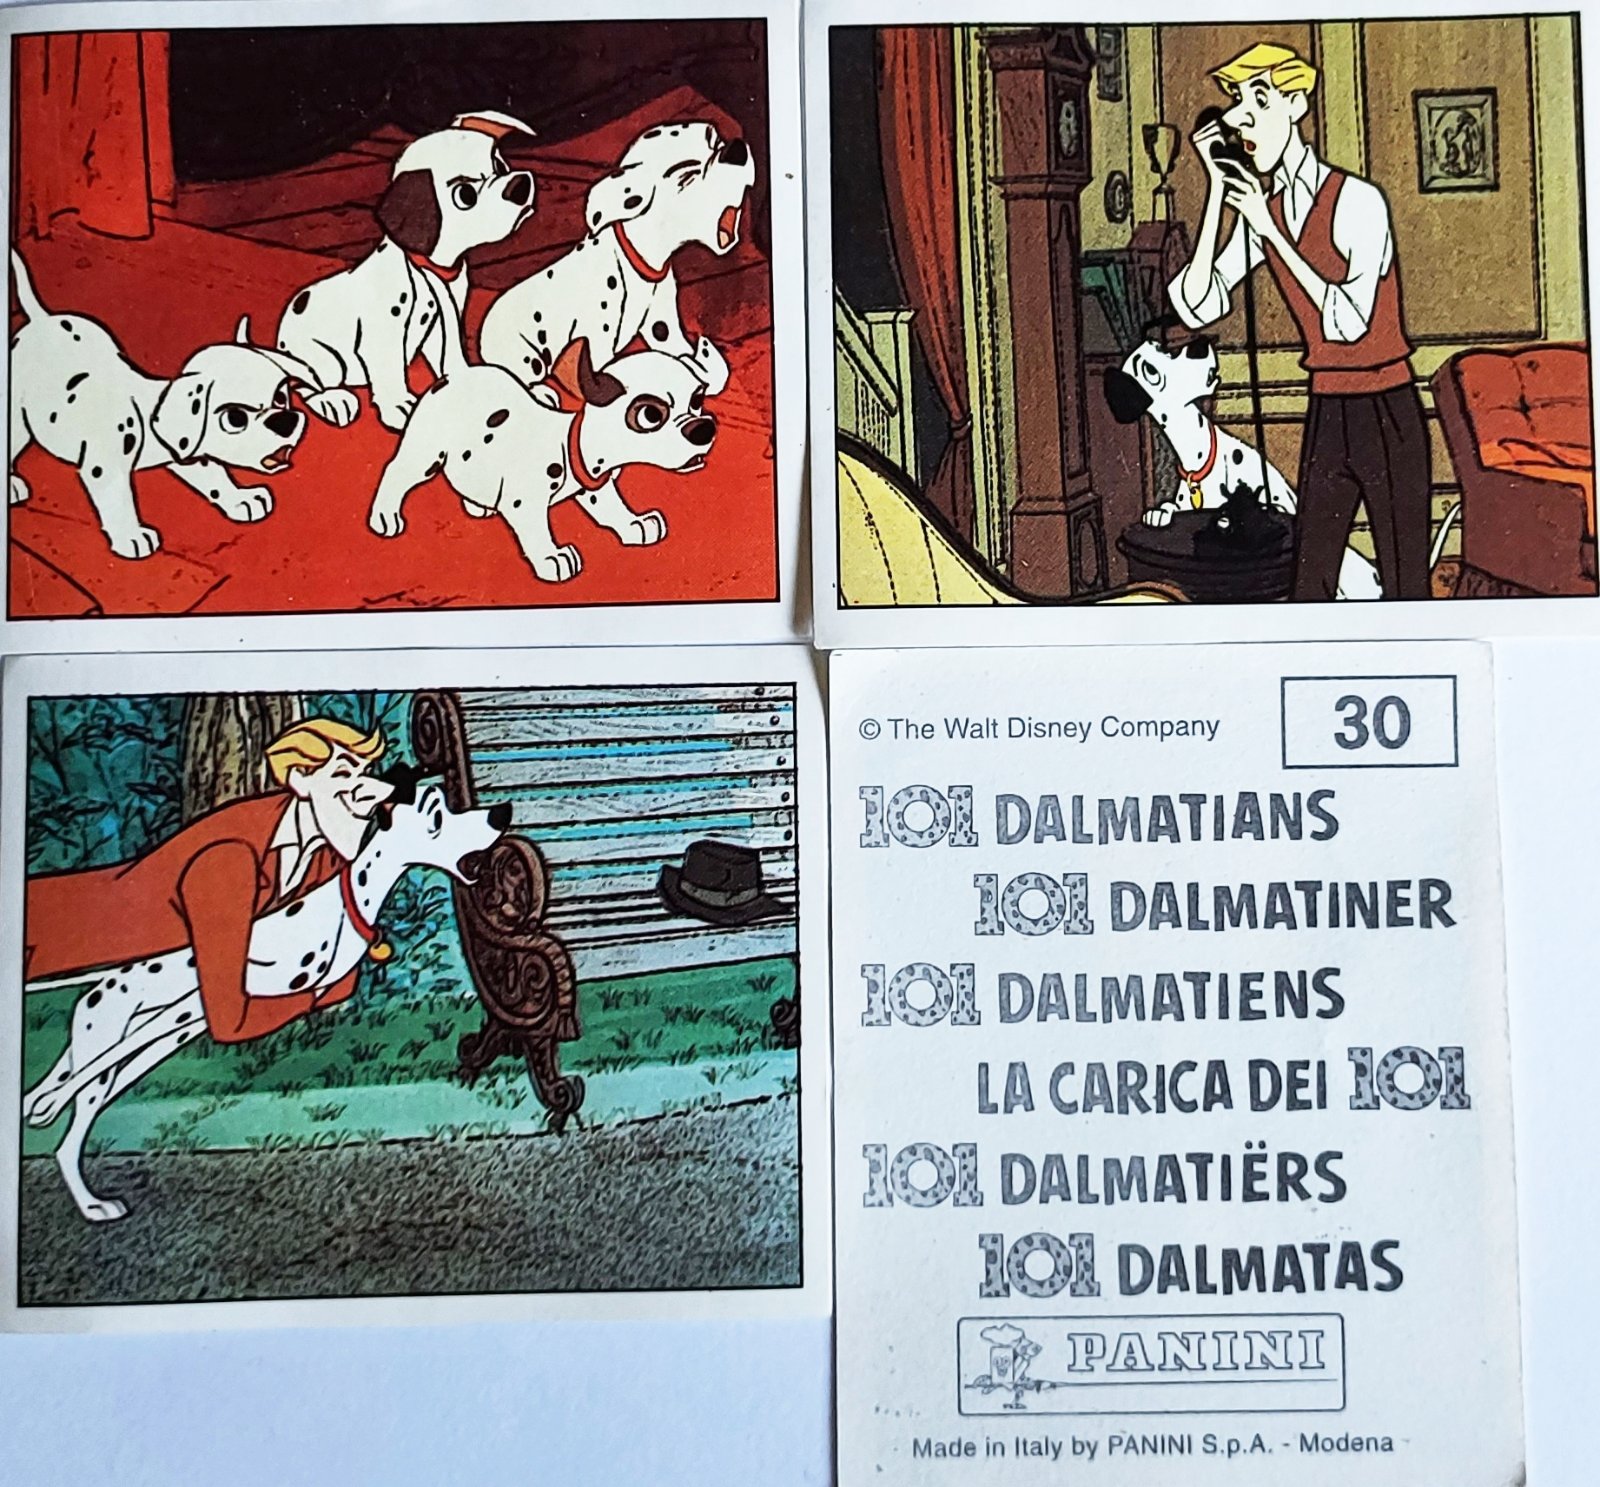 © The Walt Disney Company
30
101 DALMATIANS
101 DALMATINER
101 DALMATIENS
LA CARICA DEI 101
101 DALMATIËRS
101 DALMATAS
PANINI
Made in Italy by PANINI S.p.A. - Modena